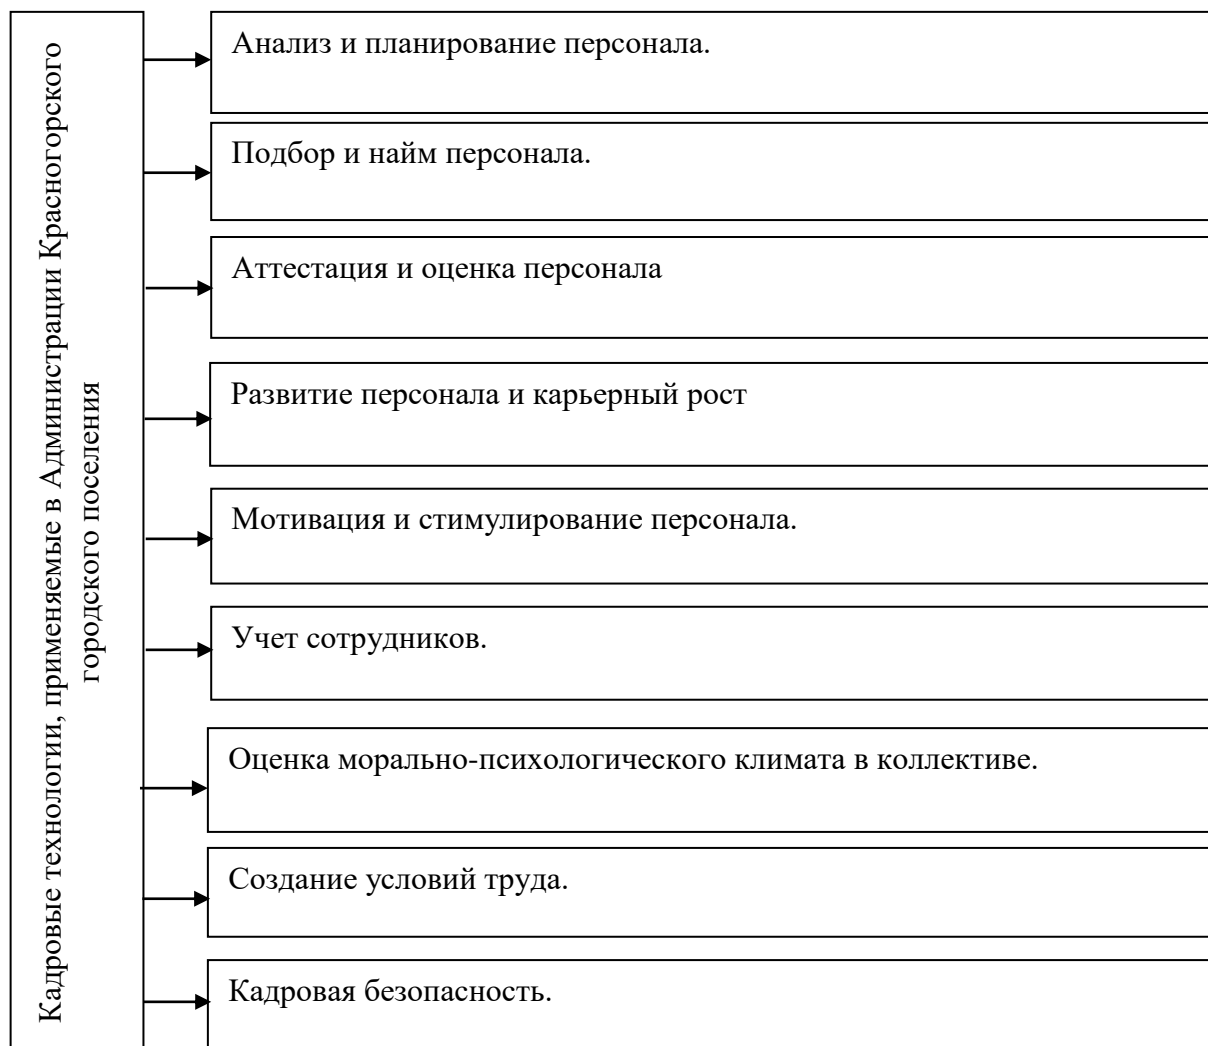 Кадровые технологии, применяемые в Администрации Красногорского
городского поселения
Анализ и планирование персонала.
Подбор и найм персонала.
Аттестация и оценка персонала
Развитие персонала и карьерный рост
Мотивация и стимулирование персонала.
Учет сотрудников.
Оценка морально-психологического климата в коллективе.
Создание условий труда.
Кадровая безопасность.